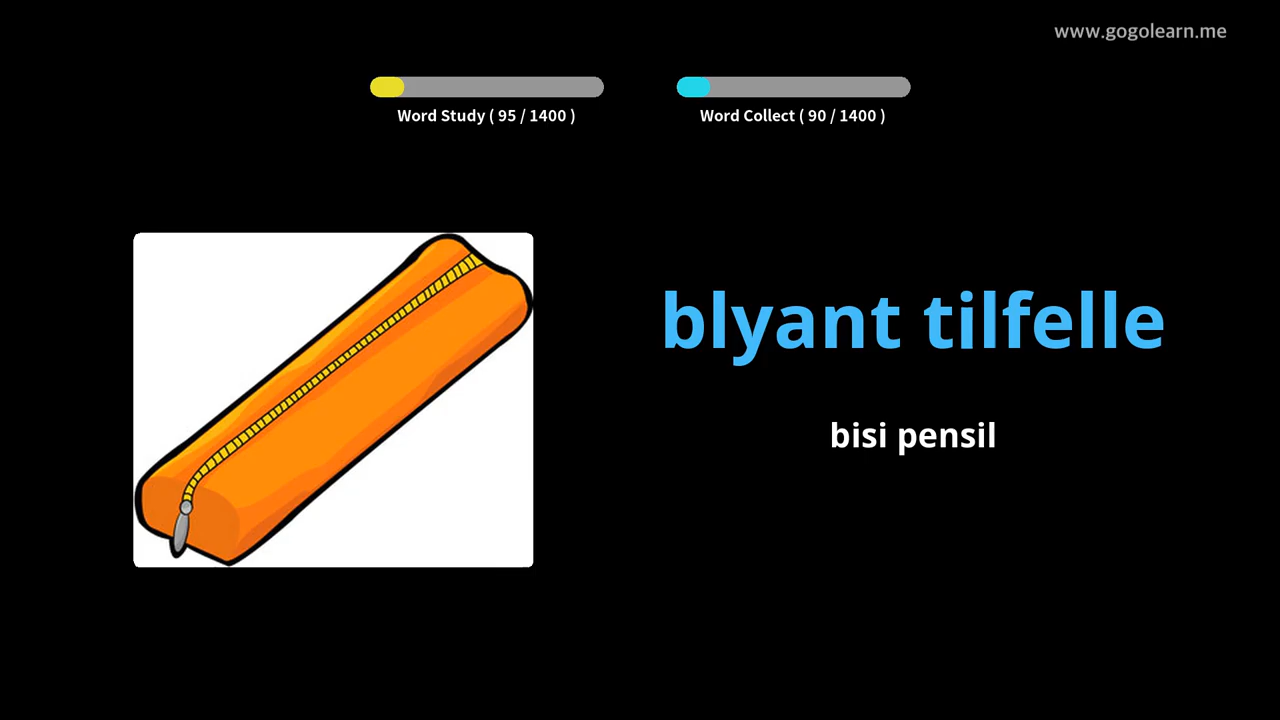 www.gogolearn.me
Word Study ( 95 / 1400 )
Word Collect ( 90 / 1400 )
blyant tilfelle
bisi pensil